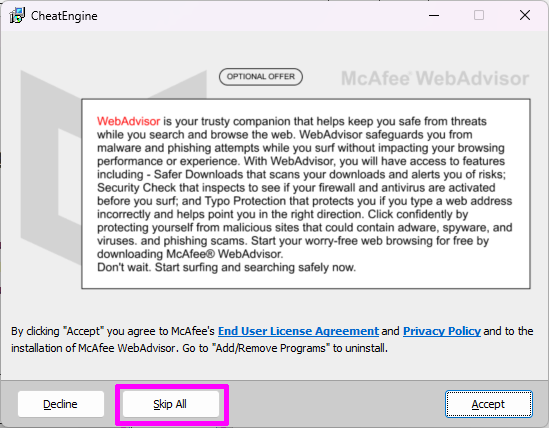 CheatEngine
OPTIONAL OFFER
McAfee® WebAdvisor
WebAdvisor is your trusty companion that helps keep you safe from threats
while you search and browse the web. WebAdvisor safeguards you from
malware and phishing attempts while you surf without impacting your browsing
performance or experience. With WebAdvisor, you will have access to features
including - Safer Downloads that scans your downloads and alerts you of risks;
Security Check that inspects to see if your firewall and antivirus are activated
before you surf; and Typo Protection that protects you if you type a web address
incorrectly and helps point you in the right direction. Click confidently by
protecting yourself from malicious sites that could contain adware, spyware, and
viruses. and phishing scams. Start your worry-free web browsing for free by
downloading McAfee® WebAdvisor.
Don't wait. Start surfing and searching safely now.
By clicking "Accept" you agree to McAfee's End User License Agreement and Privacy Policy and to the
installation of McAfee WebAdvisor. Go to "Add/Remove Programs" to uninstall.
Decline
Skip All
Accept